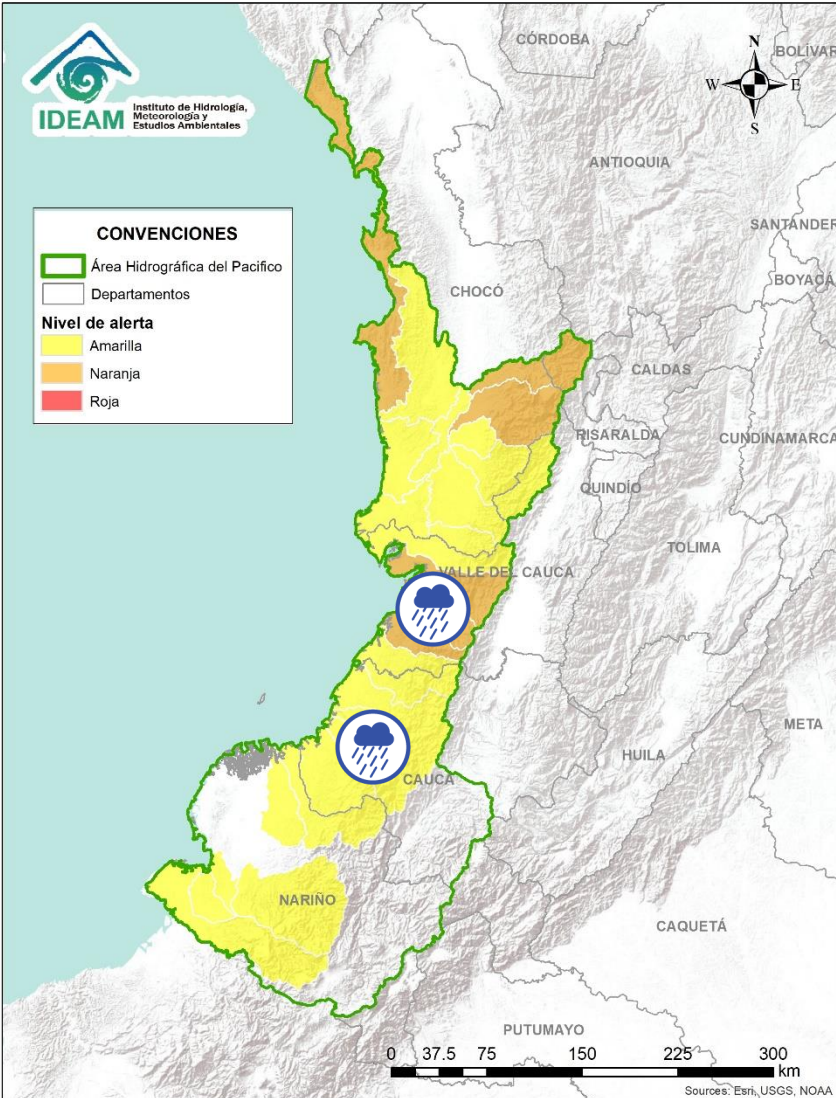 IDEAM
Instituto de Hidrología,
Meteorología y
Estudios Ambientales
CONVENCIONES
Área Hidrográfica del Pacifico
Departamentos
Nivel de alerta
Amarilla
Naranja
Roja
N
W
E
S
CÓRDOBA
BOLÍVAR
ANTIOQUIA
SANTANDER
BOYACÁ
CHOCÓ
CALDAS
RISARALDA
CUNDINAMARCA
QUINDÍO
TOLIMA
VALLE DEL CAUCA
META
HUILA
CAUCA
NARIÑO
CAQUETÁ
PUTUMAYO
0 37.5 75 150 225 300
km
Sources: Esri, USGS, NOAA